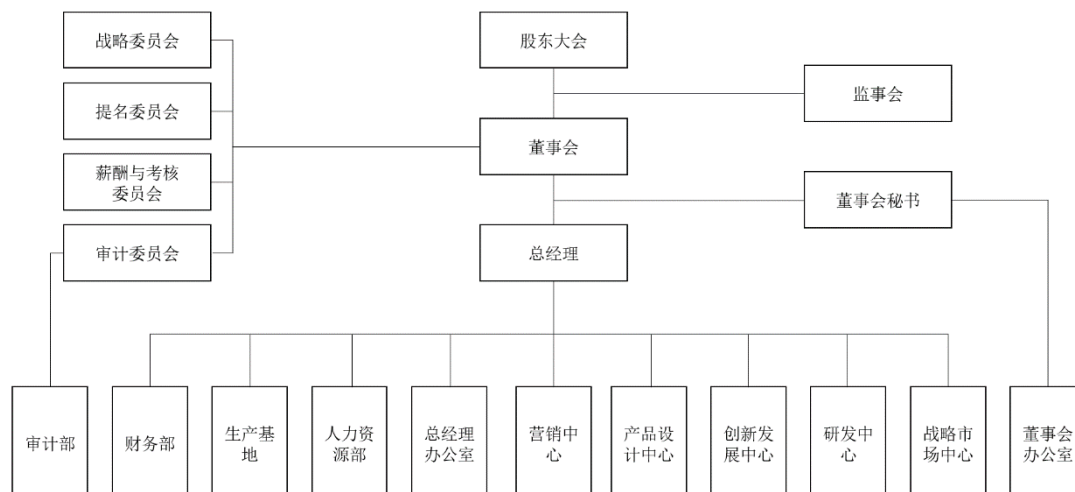 战略委员会
股东大会
监事会
提名委员会
董事会
薪酬与考核
委员会
董事会秘书
审计委员会
总经理
审计部
财务部
生产基
地
人力资
源部
总经理
办公室
营销中
心
产品设
计中心
创新发
展中心
研发中
心
战略市
场中心
董事会
办公室